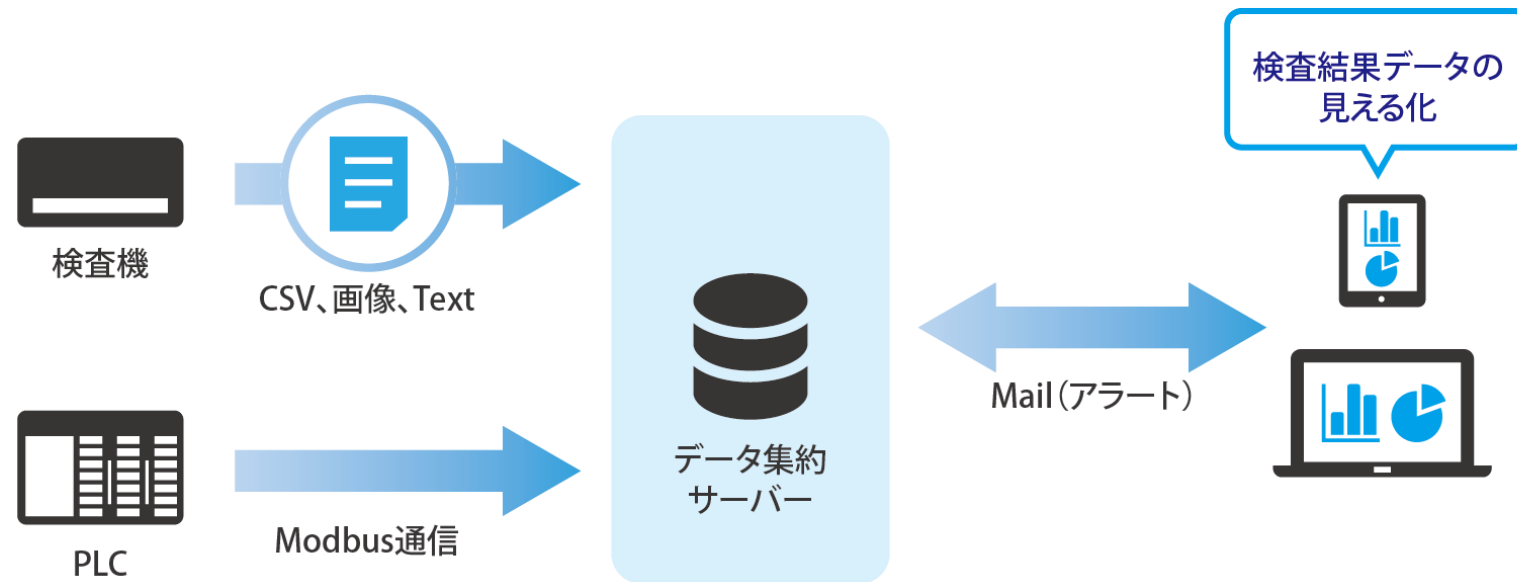 検査結果データの
見える化
検査機
CSV、画像、Text
データ集約
サーバー
Mail（アラート）
PLC
Modbus通信